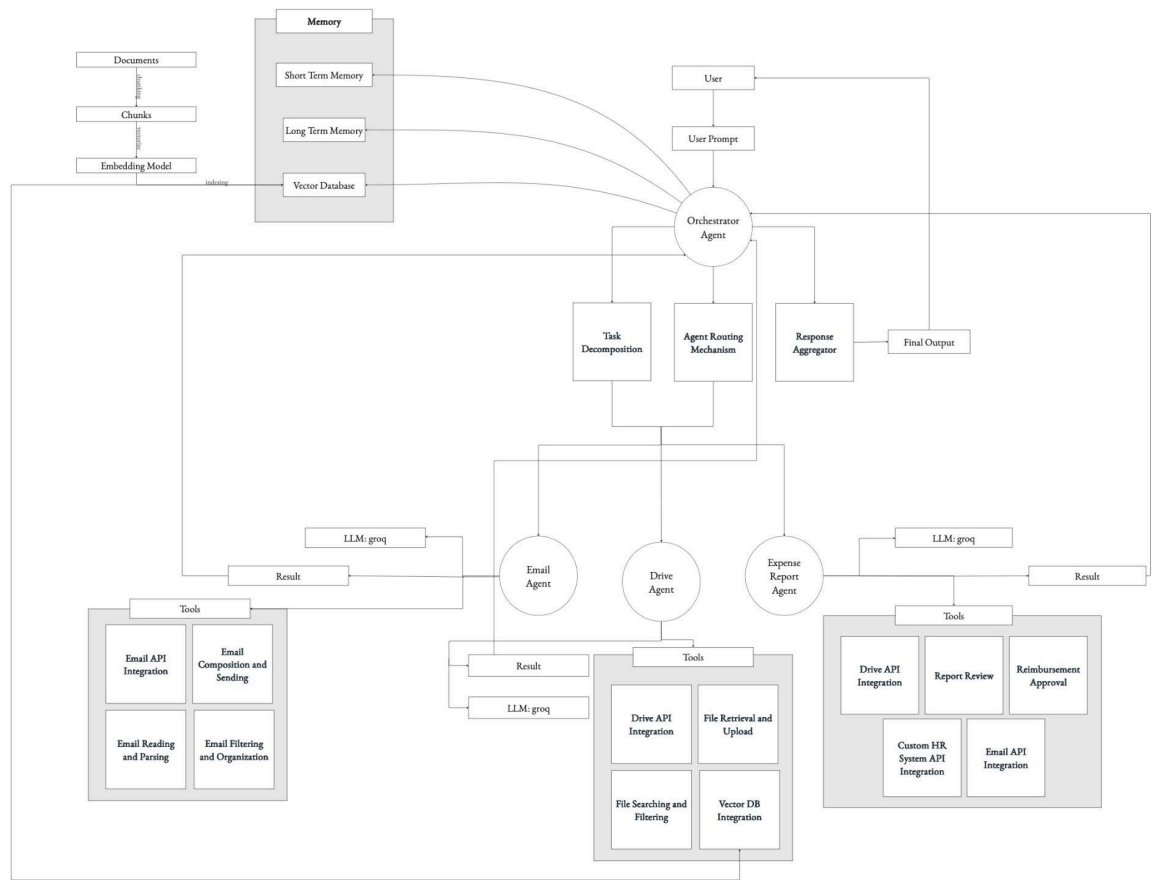 Memory
Documents
Short Term Memory
User
chunking
Chunks
Long Term Memory
User Prompt
Embedding Model
indexing
Vector Database
Orchestrator
Agent
Task
Decomposition
Agent Routing
Mechanism
Response
Aggregator
Final Output
LLM: groq
Email
Agent
Result
Drive
Agent
Expense
Report
Agent
LLM: groq
Result
Tools
Email API
Integration
Email
Composition and
Sending
Email Reading
and Parsing
Email Filtering
and Organization
Result
LLM: groq
Tools
Drive API
Integration
File Retrieval and
Upload
File Searching and
Filtering
Vector DB
Integration
Tools
Drive API
Integration
Report Review
Reimbursement
Approval
Custom HR
System API
Integration
Email API
Integration